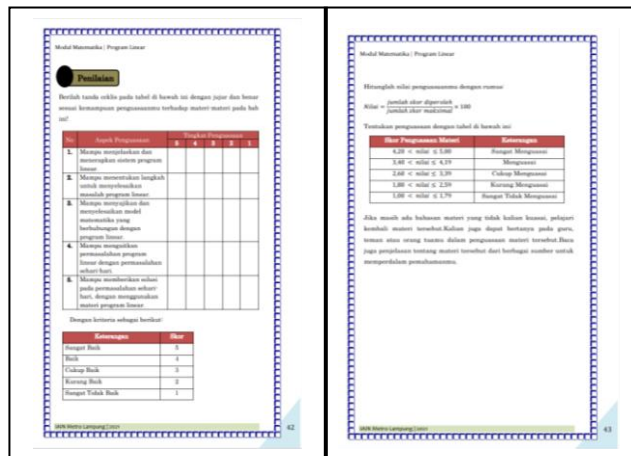 Modul Matematika | Program Linear
Penilaian
Berilah tanda ceklis pada tabel di bawah ini dengan jujur dan benar
sesuai kemampuan penguasaanmu terhadap materi-materi pada bab
ini!
No Aspek Penguasaan Tingkat Penguasaan
5 4 3 2 1
1. Mampu menjelaskan dan
menerapkan sistem program
linear
2. Mampu menentukan langkah
untuk menyelesaikan
masalah program linear.
3. Mampu menyajikan dan
menyelesaikan model
matematika yang
berhubungan dengan
program linear.
4. Mampu mengaitkan
permasalahan program
linear dengan permasalahan
sehari-hari.
5. Mampu memberikan solusi
pada permasalahan sehari-
hari, dengan menggunakan
materi program linear
Dengan kriteria sebagai berikut:
Keterangan Skor
Sangat Baik 5
Baik 4
Cukup Baik 3
Kurang Baik 2
Sangat Tidak Baik 1
IAIN Metro Lampung | 2021
42
Modul Matematika | Program Linear
Hitunglah nilai penguasaanmu dengan rumus
Nilai = jumlah skor diperoleh / jumlah skor maksimal × 100
Tentukan penguasaan dengan tabel di bawah ini:
Skor Penguasaan Materi Keterangan
4,20 < nilai ≤ 5,00 Sangat Menguasai
3,40 < nilai ≤ 4,19 Menguasai
2,60 < nilai ≤ 3,39 Cukup Menguasai
1,80 < nilai ≤ 2,59 Kurang Menguasai
1,00 < nilai ≤ 1,79 Sangat Tidak Menguasai
Jika masih ada bahasan materi yang tidak kalian kuasai, pelajari
kembali materi tersebut.Kalian juga dapat bertanya pada guru,
teman atau orang tuamu dalam penguasaan materi tersebut.Baca
juga penjelasan tentang materi tersebut dari berbagai sumber untuk
memperdalam pemahamanmu.
IAIN Metro Lampung | 2021
43